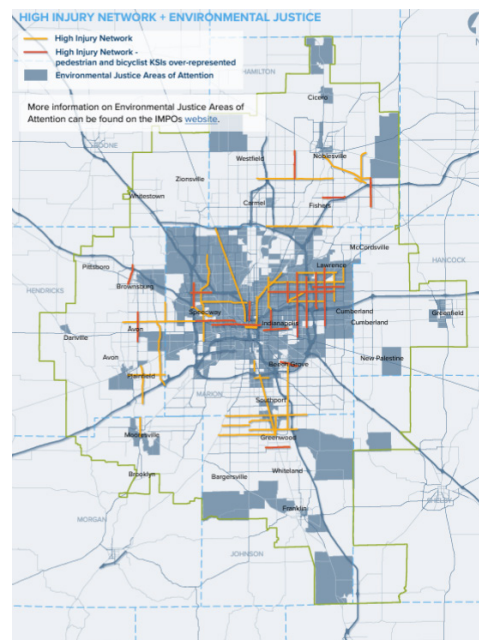 HIGH INJURY NETWORK + ENVIRONMENTAL JUSTICE
High Injury Network
High Injury Network -
pedestrian and bicyclist KSIs over-represented
Environmental Justice Areas of Attention
HAMILTON
More information on Environmental Justice Areas of
Attention can be found on the IMPOs website.
Cicero
BOONE
Westfield
Noblesville
Zionsville
Whitestown
Carmel
Fishers
McCordsville
Pittsboro
Lawrence
HANCOCK
HENDRICKS
Brownsburg
Speedway
Cumberland
Greenfield
Indianapolis
Cumberland
Avon
Danville
Avon
New Palestine
Beech Grove
Plainfield
MARION
Southport
Mooresville
Greenwood
Brooklyn
Whiteland
Bargersville
Franklin
MORGAN
JOHNSON